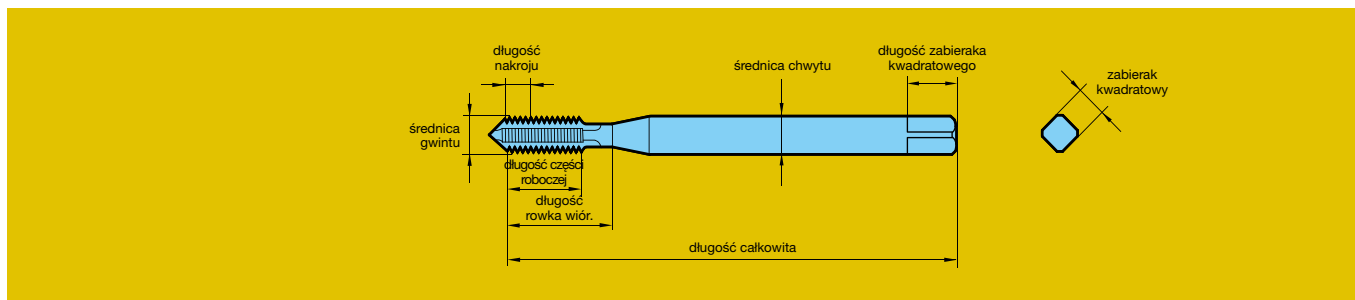 długość
nakroju
średnica chwytu
długość zabieraka
kwadratowego
zabierak
kwadratowy
średnica
gwintu
długość części
roboczej
długość
rowka wiór.
długość całkowita